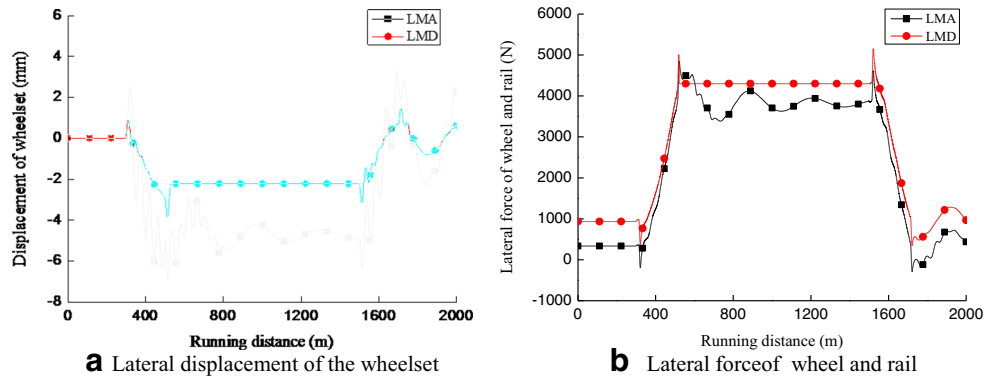 LMA
LMD
Displacement of wheelset (mm)
6
4
2
0
-2
-4
-6
-8
0 400 800 1200 1600 2000
Running distance (m)
a Lateral displacement of the wheelset
LMA
LMD
Lateral force of wheel and rail (N)
6000
5000
4000
3000
2000
1000
0
-1000
0 400 800 1200 1600 2000
Running distance (m)
b Lateral forceof wheel and rail